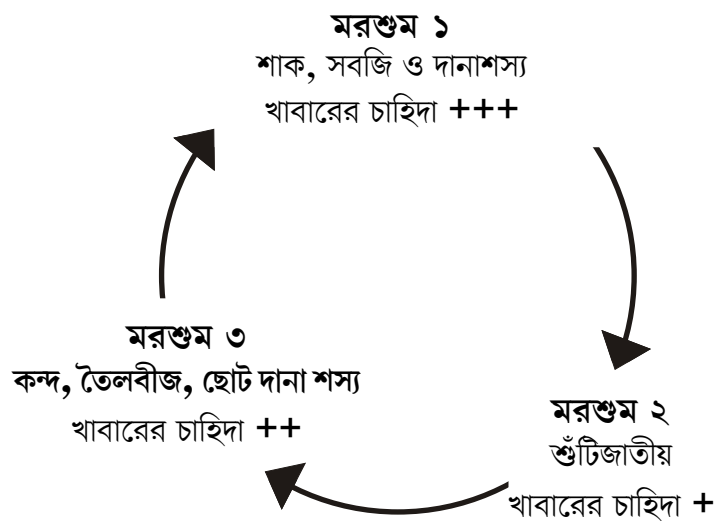 মরশুম ১
শাক, সবজি ও দানাশস্য
খাবারের চাহিদা +++
মরশুম ৩
কন্দ, তৈলবীজ, ছোট দানা শস্য
খাবারের চাহিদা ++
মরশুম ২
শুঁটিজাতীয়
খাবারের চাহিদা +